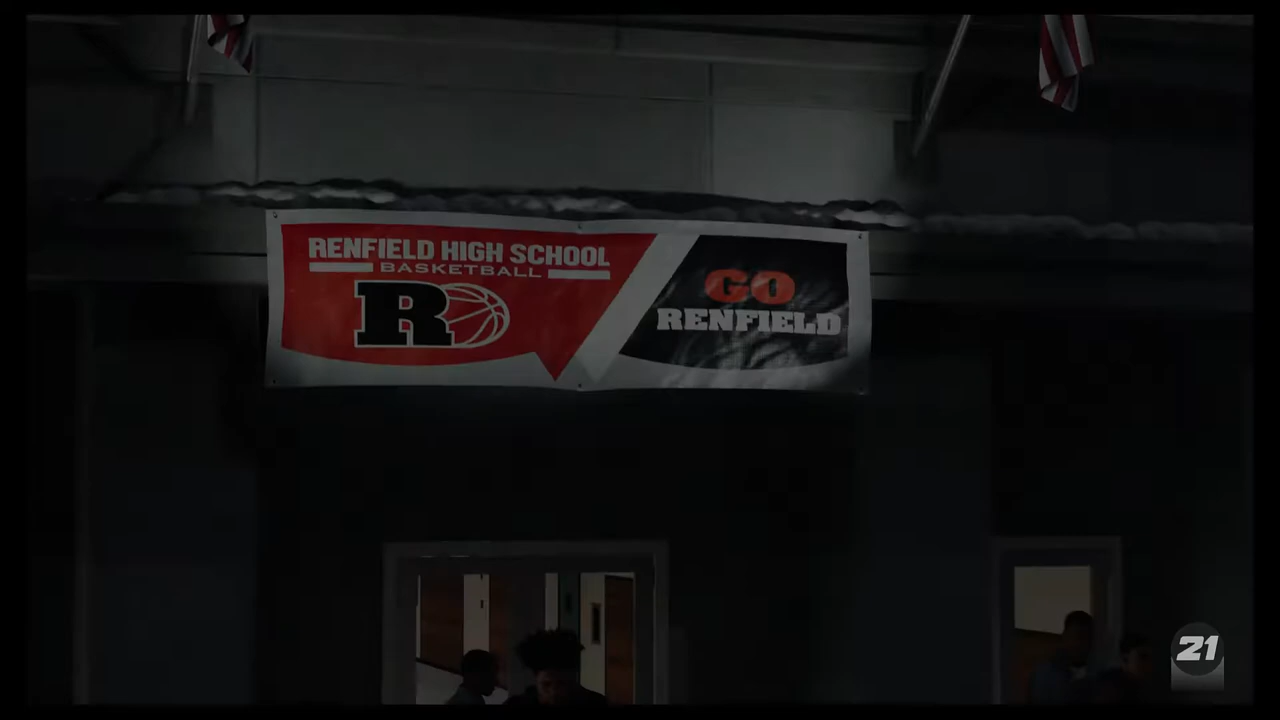 RENFIELD HIGH SCHOOL
BASKETBALL
R
GO
RENFIELD
21